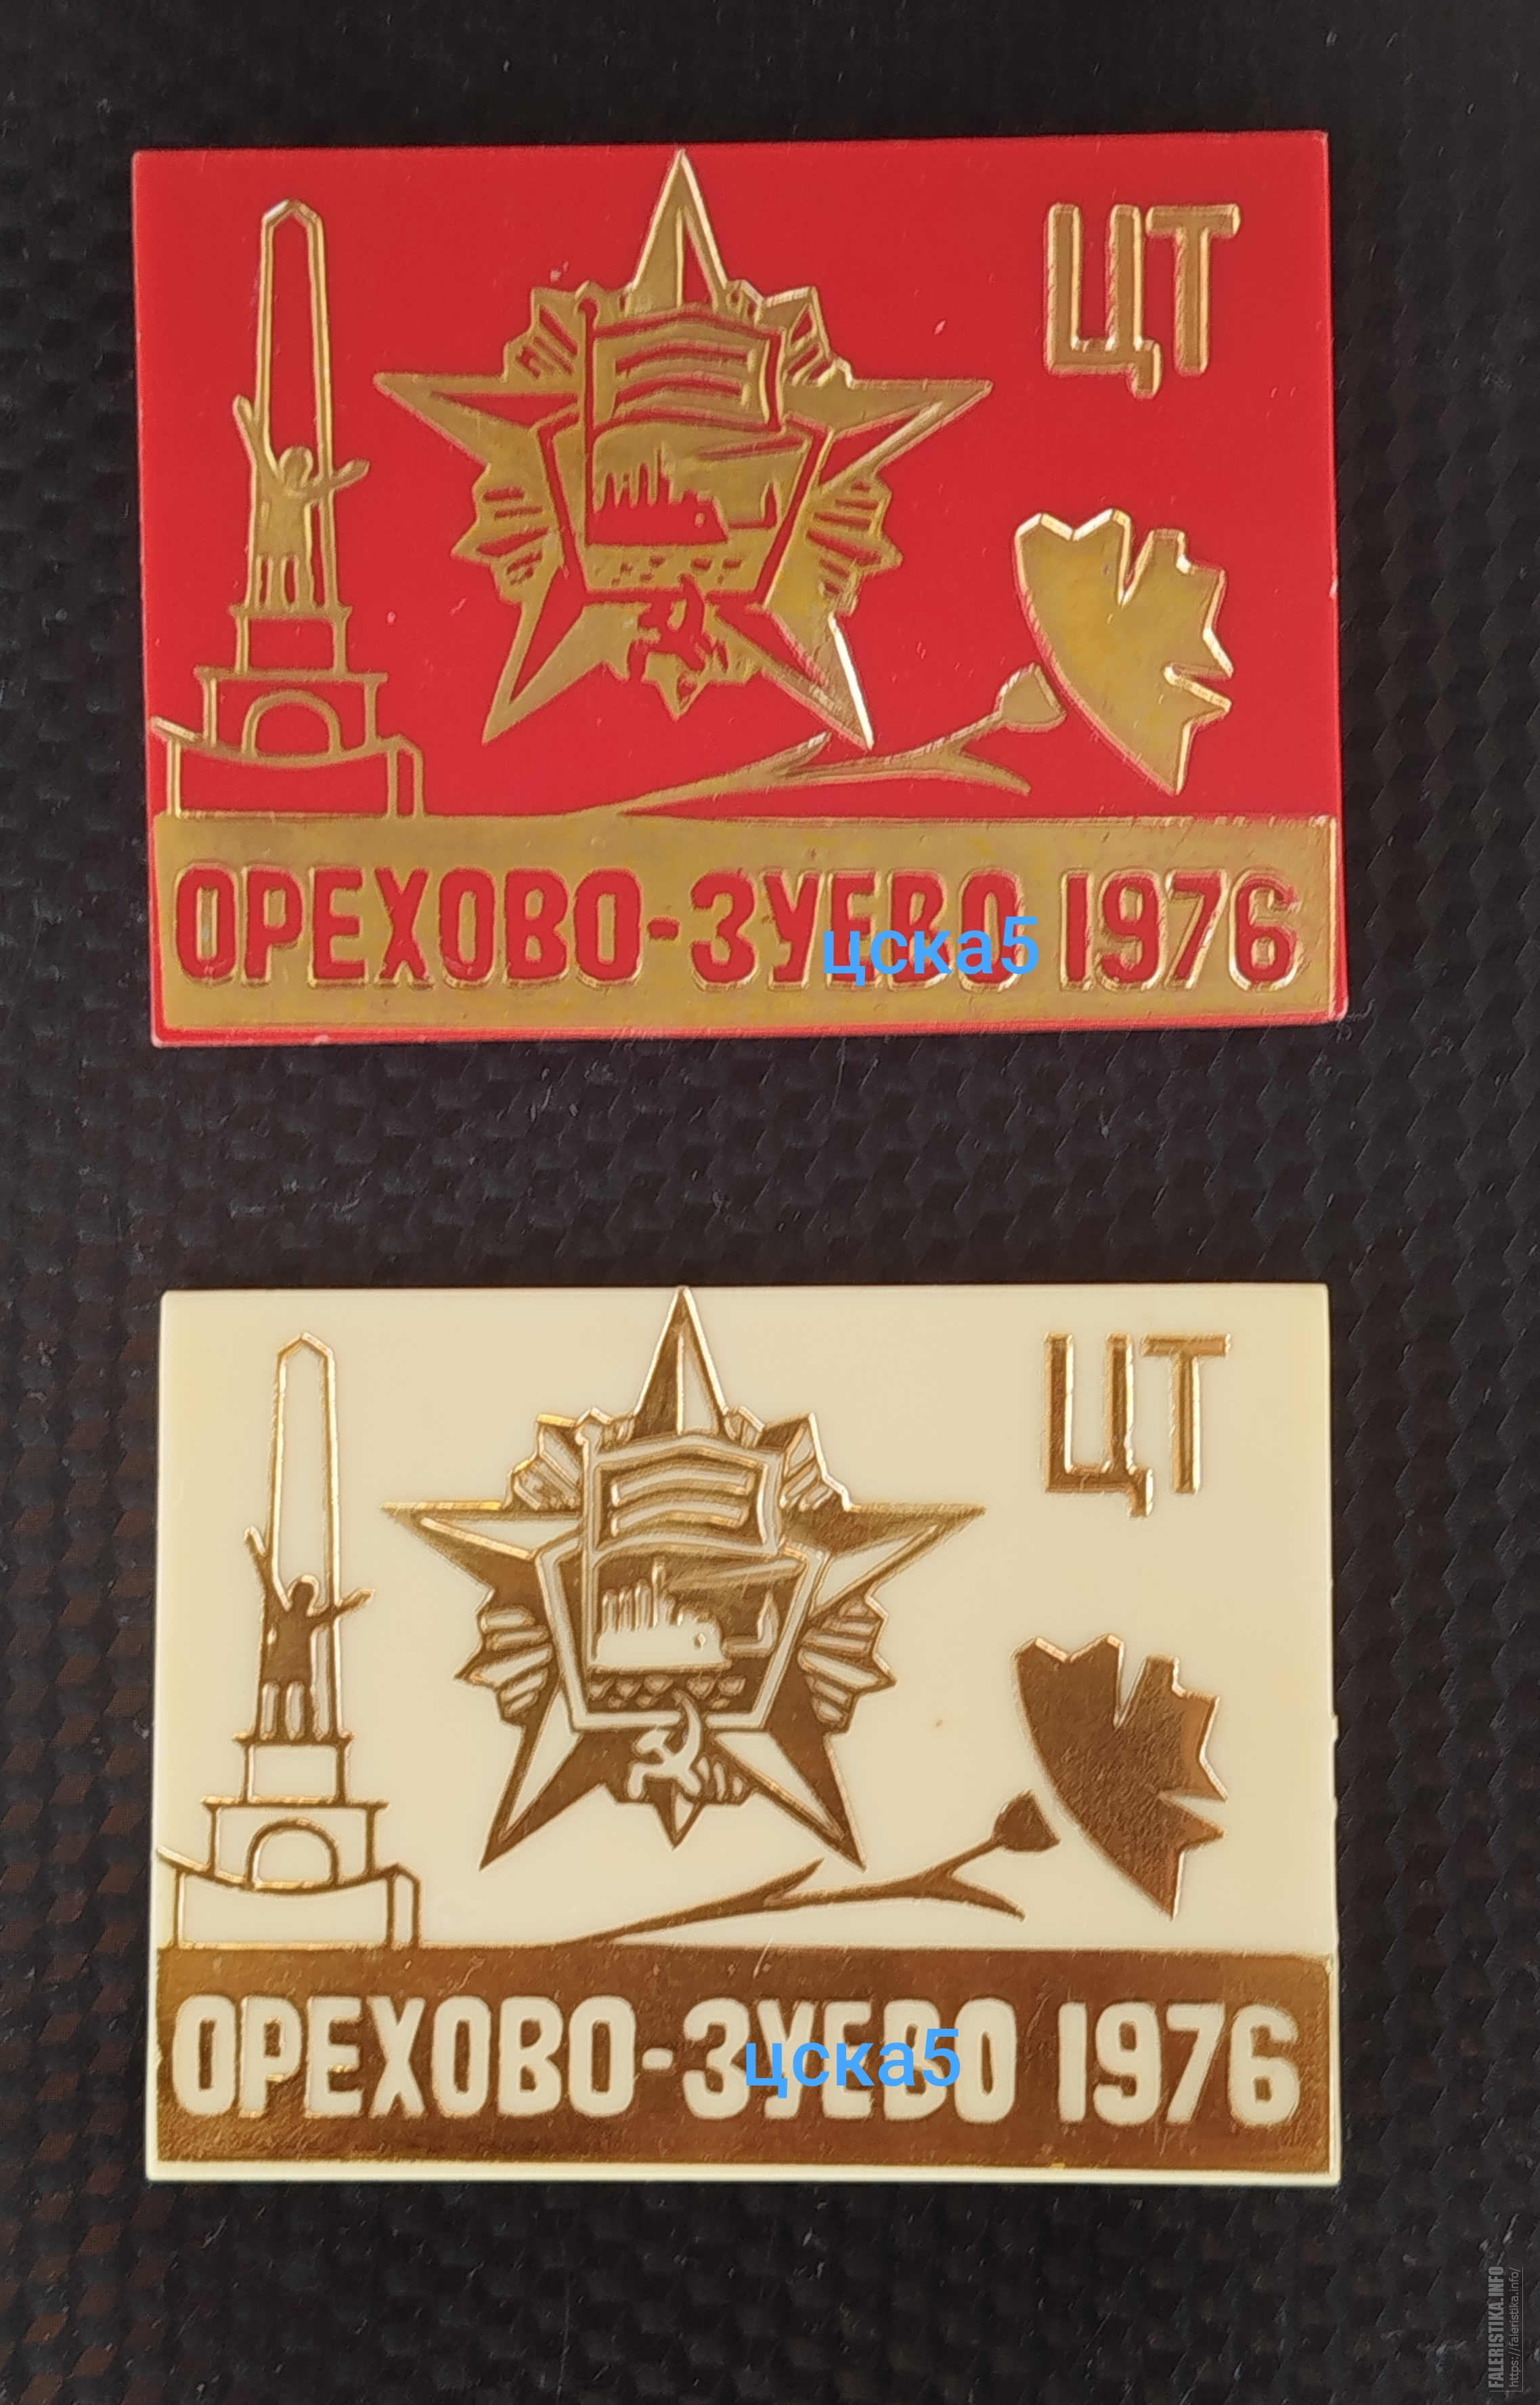 ЦТ
ОРЕХОВО-ЗУЕВО 1976
цска5
ЦТ
ОРЕХОВО-ЗУЕВО 1976
цска5
FALERISTIKA.INFO
https://faleristika.info/